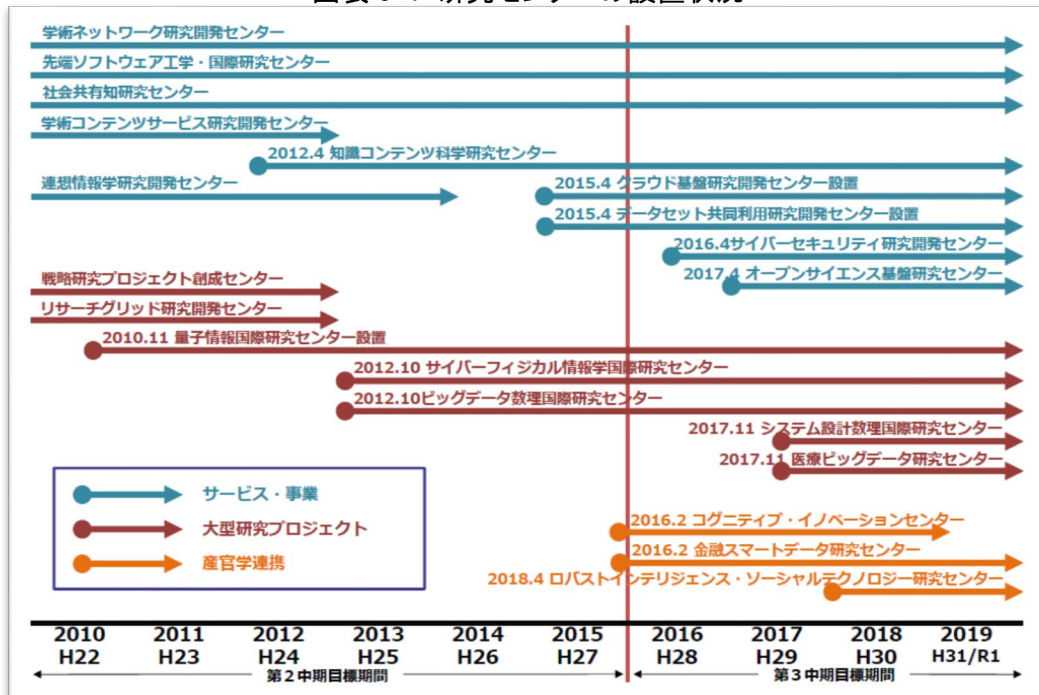 学術ネットワーク研究開発センター
先端ソフトウェア工学・国際研究センター
社会共有知研究センター
学術コンテンツサービス研究開発センター
2012.4 知識コンテンツ科学研究センター
連想情報学研究開発センター
2015.4 クラウド基盤研究開発センター設置
2015.4 データセット共同利用研究開発センター設置
2016.4サイバーセキュリティ研究開発センター
2017.4 オープンサイエンス基盤研究センター
戦略研究プロジェクト創成センター
リサーチグリッド研究開発センター
2010.11 量子情報国際研究センター設置
2012.10 サイバーフィジカル情報学国際研究センター
2012.10ビッグデータ数理国際研究センター
2017.11 システム設計数理国際研究センター
2017.11 医療ビッグデータ研究センター
サービス・事業
大型研究プロジェクト
産官学連携
2016.2 コグニティブ・イノベーションセンター
2016.2 金融スマートデータ研究センター
2018.4 ロバストインテリジェンス・ソーシャルテクノロジー研究センター
2010 2011 2012 2013 2014 2015 2016 2017 2018 2019
H22 H23 H24 H25 H26 H27 H28 H29 H30 H31/R1
第2中期目標期間 第3中期目標期間